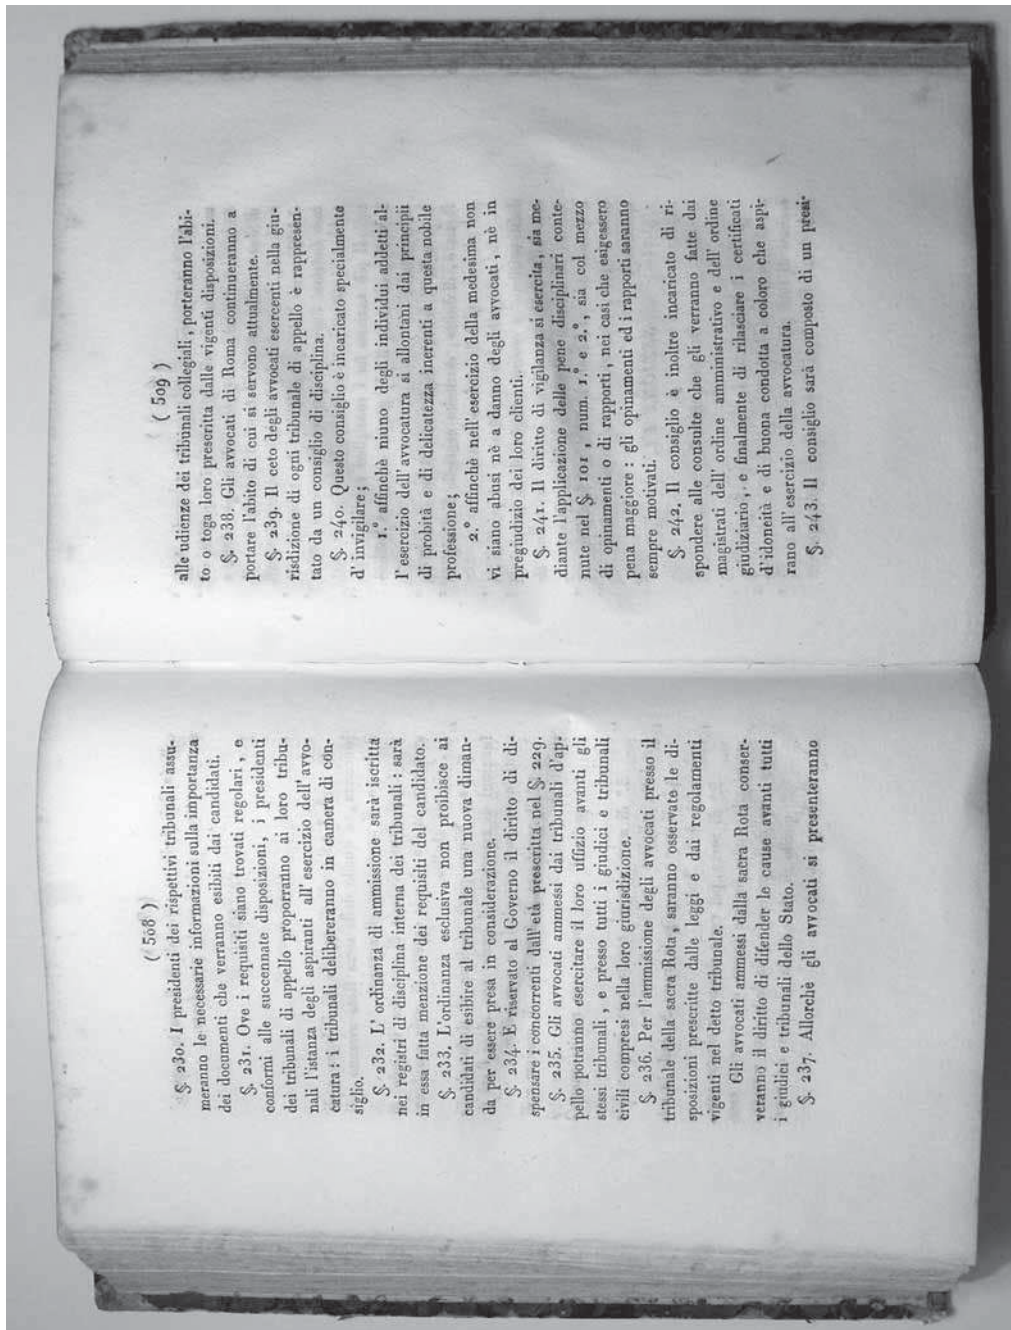 ( 508 )
§. 230. I presidenti dei rispettivi tribunali assu-
meranno le necessarie informazioni sulla importanza
dei documenti che verranno esibiti dai candidati.
§. 231. Ove i requisiti siano trovati regolari, e
conformi alle succennate disposizioni, i presidenti
dei tribunali di appello proporranno ai loro tribu-
nali l'istanza degli aspiranti all' esercizio dell' avvo-
catura : i tribunali delibereranno in camera di con-
siglio.
§. 232. L' ordinanza di ammissione sarà iscritta
nei registri di disciplina interna dei tribunali : sarà
in essa fatta menzione dei requisiti del candidato.
§. 233. L'ordinanza esclusiva non proibisce ai
candidati di esibire al tribunale una nuova diman-
da per essere presa in considerazione.
§. 234. È riservato al Governo il diritto di di-
spensare i concorrenti dall'età prescritta nel §. 229.
§. 235. Gli avvocati ammessi dai tribunali d'ap-
pello potranno esercitare il loro uffizio avanti gli
stessi tribunali , e presso tutti i giudici e tribunali
civili compresi nella loro giurisdizione.
§. 236. Per l'ammissione degli avvocati presso il
tribunale della sacra Rota, saranno osservate le di-
sposizioni prescritte dalle leggi e dai regolamenti
vigenti nel detto tribunale.
Gli avvocati ammessi dalla sacra Rota conser-
veranno il diritto di difender le cause avanti tutti
i giudici e tribunali dello Stato.
§. 237. Allorchè gli avvocati si presenteranno
( 509 )
alle udienze dei tribunali collegiali , porteranno l'abi-
to o toga loro prescritta dalle vigenti disposizioni.
§. 238. Gli avvocati di Roma continueranno a
portare l'abito di cui si servono attualmente.
§. 239. Il ceto degli avvocati esercenti nella giu-
risdizione di ogni tribunale di appello è rappresen-
tato da un consiglio di disciplina.
§. 240. Questo consiglio è incaricato specialmente
d' invigilare ;
1.° affinchè niuno degli individui addetti al-
l'esercizio dell'avvocatura si allontani dai principii
di probità e di delicatezza inerenti a questa nobile
professione ;
2.° affinchè nell' esercizio della medesima non
vi siano abusi nè a danno degli avvocati , nè in
pregiudizio dei loro clienti.
§. 241. Il diritto di vigilanza si esercita , sia me-
diante l'applicazione delle pene disciplinari conte-
nute nel §. 101 , num. 1.° e 2.° , sia col mezzo
di opinamenti o di rapporti , nei casi che esigessero
pena maggiore : gli opinamenti ed i rapporti saranno
sempre motivati.
§. 242. Il consiglio è inoltre incaricato di ri-
spondere alle consulte che gli verranno fatte dai
magistrati dell' ordine amministrativo e dell' ordine
giudiziario , e finalmente di rilasciare i certificati
d'idoneità e di buona condotta a coloro che aspi-
rano all'esercizio della avvocatura.
§. 243. Il consiglio sarà composto di un presi-